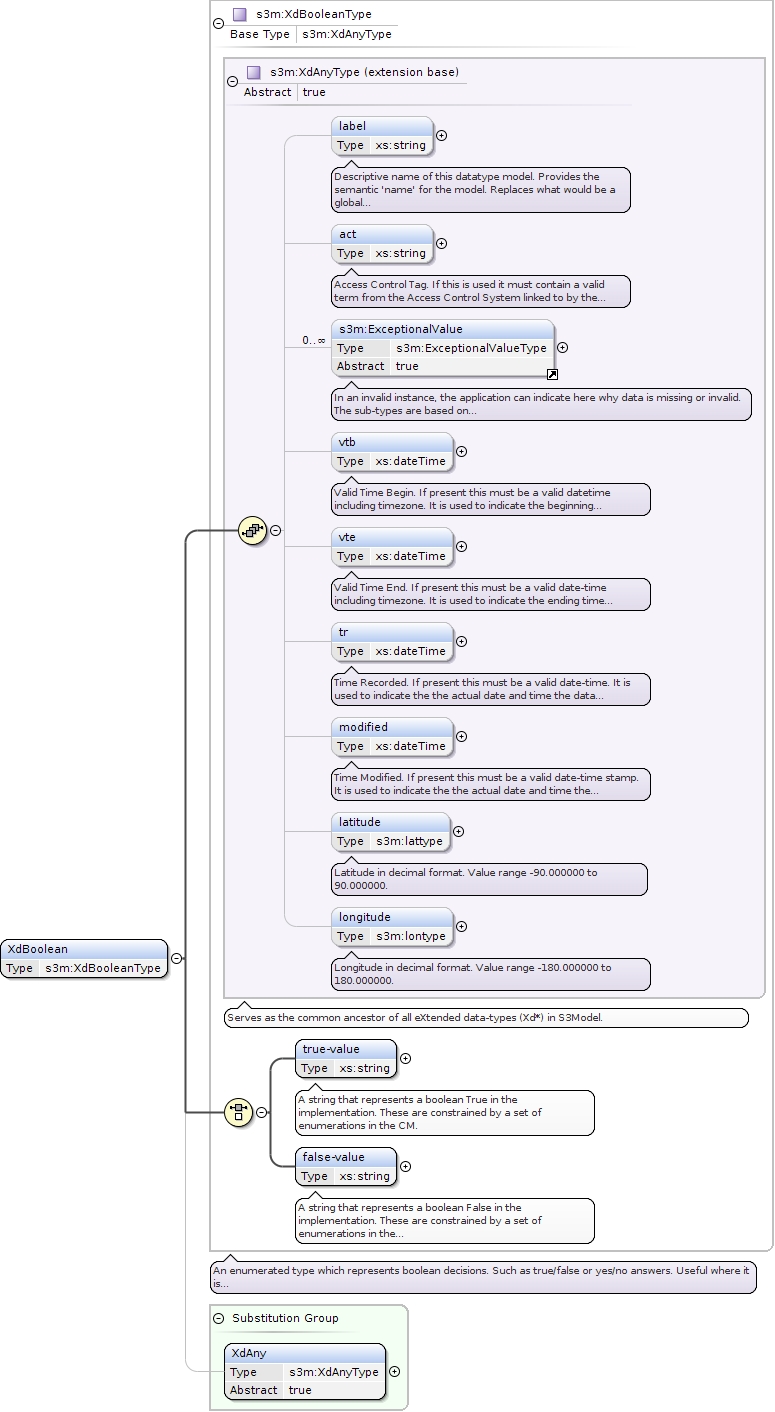 s3m:XdBooleanType
Base Type s3m:XdAnyType
s3m:XdAnyType (extension base)
Abstract true
label
Type xs:string
Descriptive name of this datatype model. Provides the
semantic 'name' for the model. Replaces what would be a
global...
act
Type xs:string
Access Control Tag. If this is used it must contain a valid
term from the Access Control System linked to by the...
0..∞
s3m:ExceptionalValue
Type s3m:ExceptionalValueType
Abstract true
In an invalid instance, the application can indicate here why data is missing or invalid.
The sub-types are based on...
vtb
Type xs:dateTime
Valid Time Begin. If present this must be a valid datetime
including timezone. It is used to indicate the beginning...
vte
Type xs:dateTime
Valid Time End. If present this must be a valid date-time
including timezone. It is used to indicate the ending time...
tr
Type xs:dateTime
Time Recorded. If present this must be a valid date-time. It is
used to indicate the the actual date and time the data...
modified
Type xs:dateTime
Time Modified. If present this must be a valid date-time stamp.
It is used to indicate the the actual date and time the...
latitude
Type s3m:lattype
Latitude in decimal format. Value range -90.000000 to
90.000000.
longitude
Type s3m:lontype
Longitude in decimal format. Value range -180.000000 to
180.000000.
XdBoolean
Type s3m:XdBooleanType
Serves as the common ancestor of all eXtended data-types (Xd*) in S3Model.
true-value
Type xs:string
A string that represents a boolean True in the
implementation. These are constrained by a set of
enumerations in the CM.
false-value
Type xs:string
A string that represents a boolean False in the
implementation. These are constrained by a set of
enumerations in the...
An enumerated type which represents boolean decisions. Such as true/false or yes/no answers. Useful where it
is...
Substitution Group
XdAny
Type s3m:XdAnyType
Abstract true